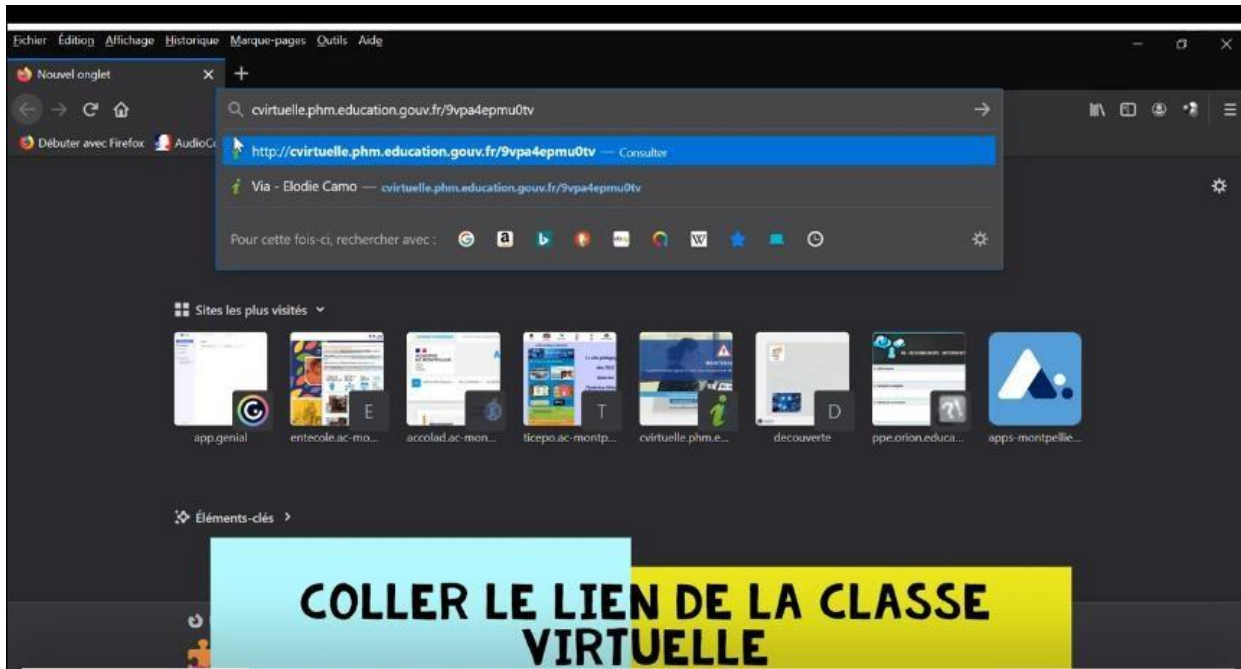 Fichier Édition Affichage Historique Marque-pages Outils Aide
Nouvel onglet
cvirtuelle.phm.education.gouv.fr/9vpa4epmu0tv
Débuter avec Firefox AudioCo
http://cvirtuelle.phm.education.gouv.fr/9vpa4epmu0tv — Consulter
Via - Elodie Camo — cvirtuelle.phm.education.gouv.fr/9vpa4epmu0tv
Pour cette fois-ci, rechercher avec :
Sites les plus visités
E
T
D
app.genial entecole.ac-mo... accolad.ac-mon... ticepo.ac-montp... cvirtuelle.phm.e... decouverte ppe.orion.educa... apps-montpellie...
Éléments-clés
COLLER LE LIEN DE LA CLASSE
VIRTUELLE